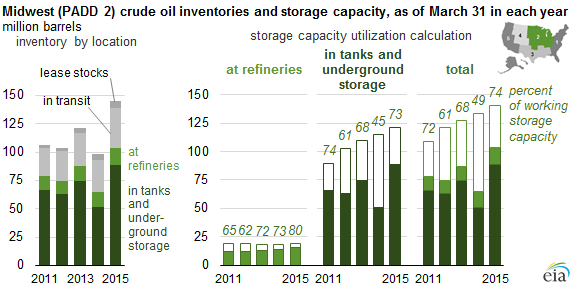 Midwest (PADD 2) crude oil inventories and storage capacity, as of March 31 in each year
million barrels
inventory by location
storage capacity utilization calculation
lease stocks
in transit
at
refineries
in tanks
and
under-
ground
storage
150
125
100
75
50
25
0
2011 2013 2015
at refineries
in tanks and
underground
storage
total
percent
of working
storage
capacity
150
125
100
75
50
25
0
65 62 72 73 80
74 61 68 45 73
72 61 68 49 74
2011 2015
2011 2015
2011 2015
eia